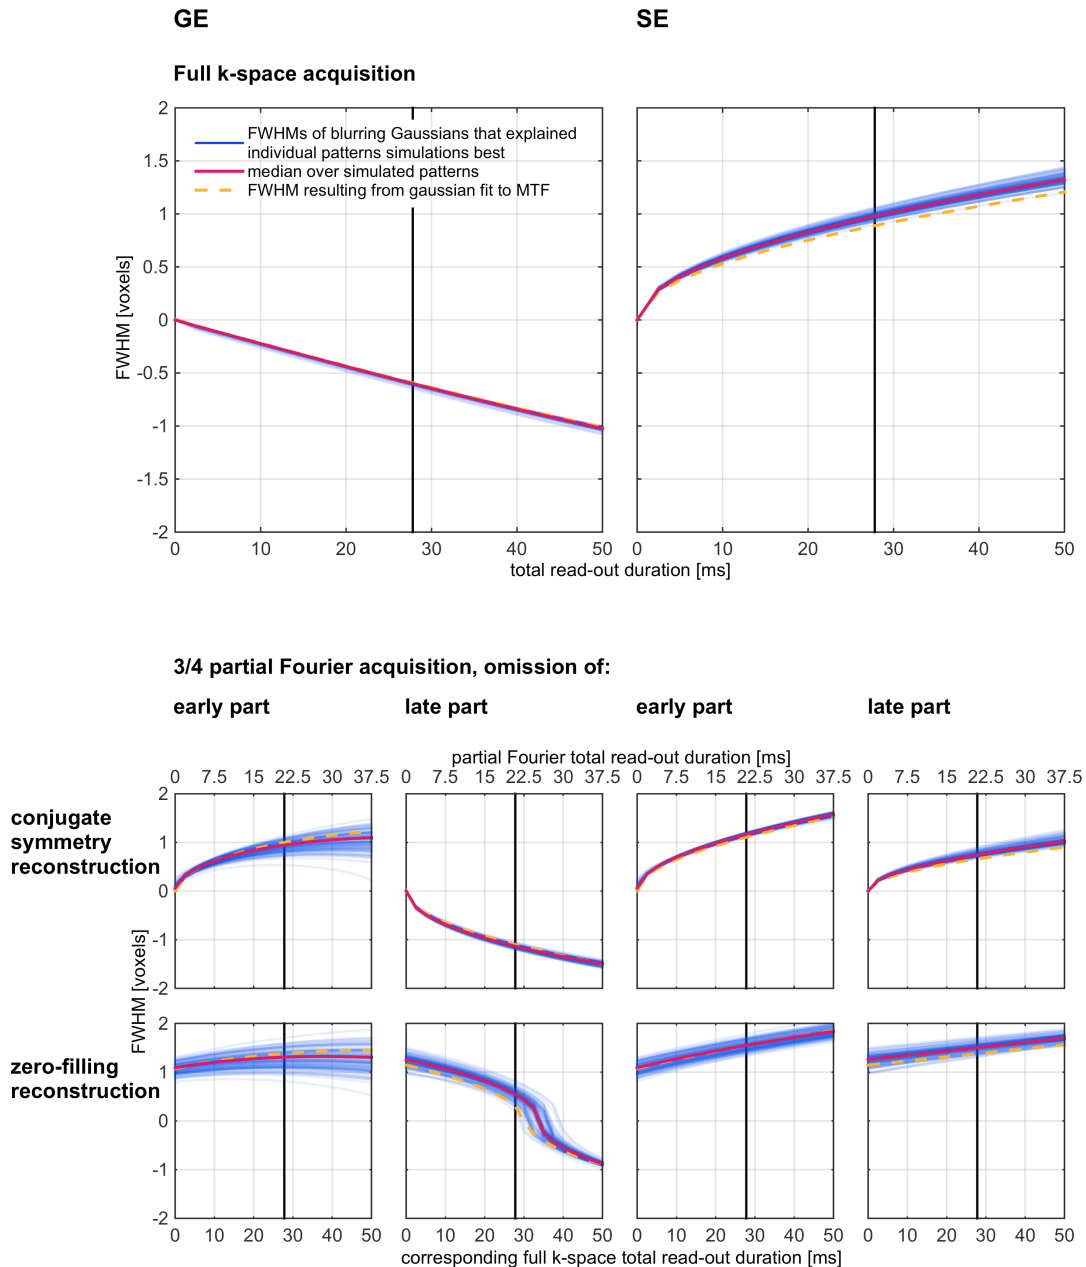 GE SE
Full k-space acquisition
2
1.5
1
0.5
0
-0.5
-1
-1.5
-2
FWHM [voxels]
FWHMs of blurring Gaussians that explained
individual patterns simulations best
median over simulated patterns
FWHM resulting from gaussian fit to MTF
0 10 20 30 40 50 0 10 20 30 40 50
total read-out duration [ms]
3/4 partial Fourier acquisition, omission of:
early part late part early part late part
partial Fourier total read-out duration [ms]
0 7.5 15 22.5 30 37.5 0 7.5 15 22.5 30 37.5 0 7.5 15 22.5 30 37.5 0 7.5 15 22.5 30 37.5
conjugate
symmetry
reconstruction
2
1
0
-1
-2
FWHM [voxels]
zero-filling
reconstruction
2
1
0
-1
-2
0 10 20 30 40 50 0 10 20 30 40 50 0 10 20 30 40 50 0 10 20 30 40 50
corresponding full k-space total read-out duration [ms]